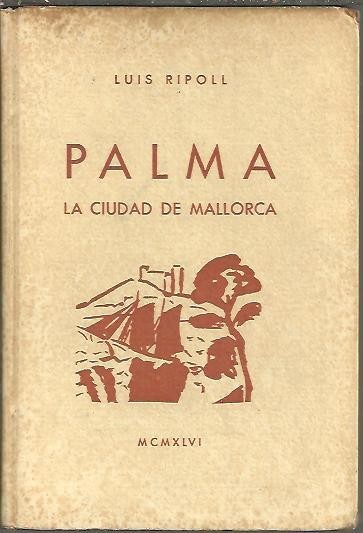 LUIS RIPOLL
PALMA
LA CIUDAD DE MALLORCA
MCMXLVI